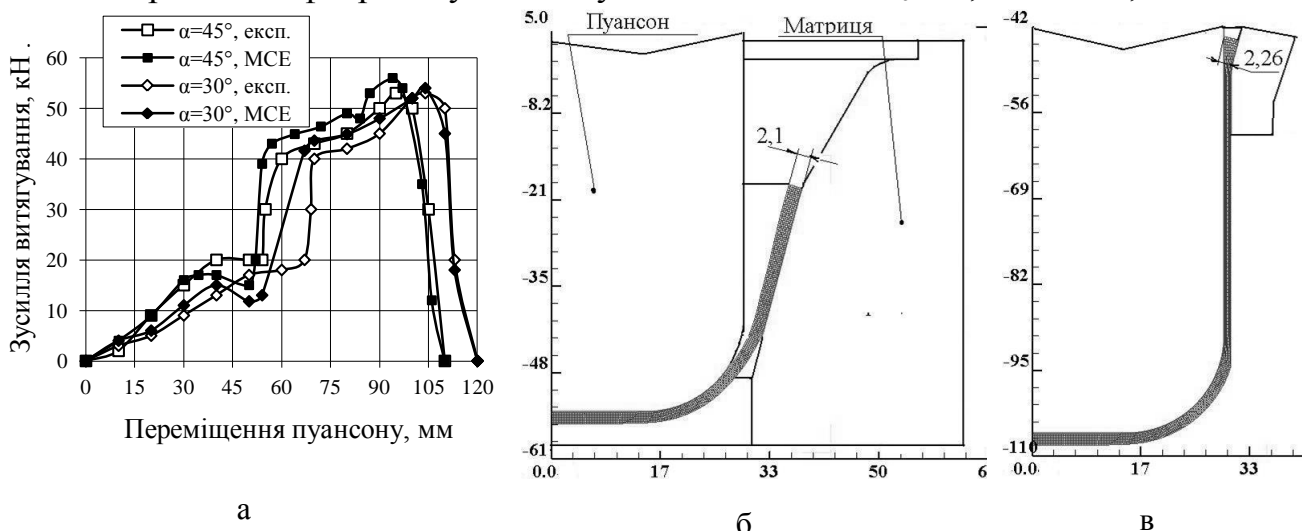 α=45°, експ.
α=45°, МСЕ
α=30°, експ.
α=30°, МСЕ
Зусилля витягування, кН .
60
50
40
30
20
10
0
0 15 30 45 60 75 90 105 120
Переміщення пуансону, мм
а
5.0
-8.2
-21
-35
-48
-61
0.0 17 33 50 6
Пуансон
Матриця
2,1
б
-42
-56
-69
-82
-95
-110
-0.0 17 33
2,26
в